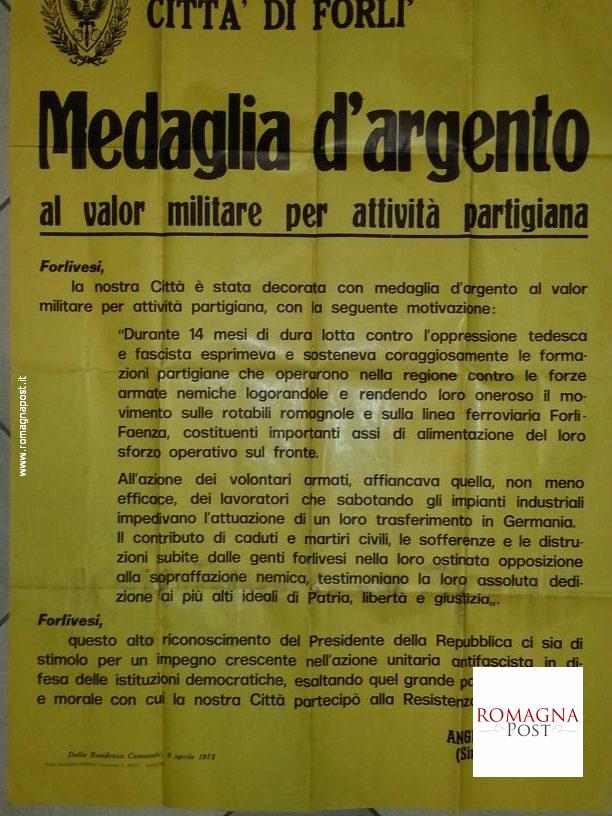 CITTA' DI FORLI'
Medaglia d'argento
al valor militare per attività partigiana
Forlivesi,
la nostra Città è stata decorata con medaglia d'argento al valor
militare per attività partigiana, con la seguente motivazione:
"Durante 14 mesi di dura lotta contro l'oppressione tedesca
e fascista esprimeva e sosteneva coraggiosamente le forma-
zioni partigiane che operarono nella regione contro le forze
armate nemiche logorandole e rendendo loro oneroso il mo-
vimento sulle rotabili romagnole e sulla linea ferroviaria Forlì-
Faenza, costituenti importanti assi di alimentazione del loro
sforzo operativo sul fronte.
All'azione dei volontari armati, affiancava quella, non meno
efficace, dei lavoratori che sabotando gli impianti industriali
impedivano l'attuazione di un loro trasferimento in Germania.
Il contributo di caduti e martiri civili, le sofferenze e le distru-
zioni subite dalle genti forlivesi nella loro ostinata opposizione
alla sopraffazione nemica, testimoniano la loro assoluta dedi-
zione ai più alti ideali di Patria, libertà e giustizia„.
Forlivesi,
questo alto riconoscimento del Presidente della Repubblica ci sia di
stimolo per un impegno crescente nell'azione unitaria antifascista in di-
fesa delle istituzioni democratiche, esaltando quel grande
e morale con cui la nostra Città partecipò alla Resistenza
Dalla Residenza Comunale, 8 aprile 1975
ROMAGNA
POST
www.romagnapost.it